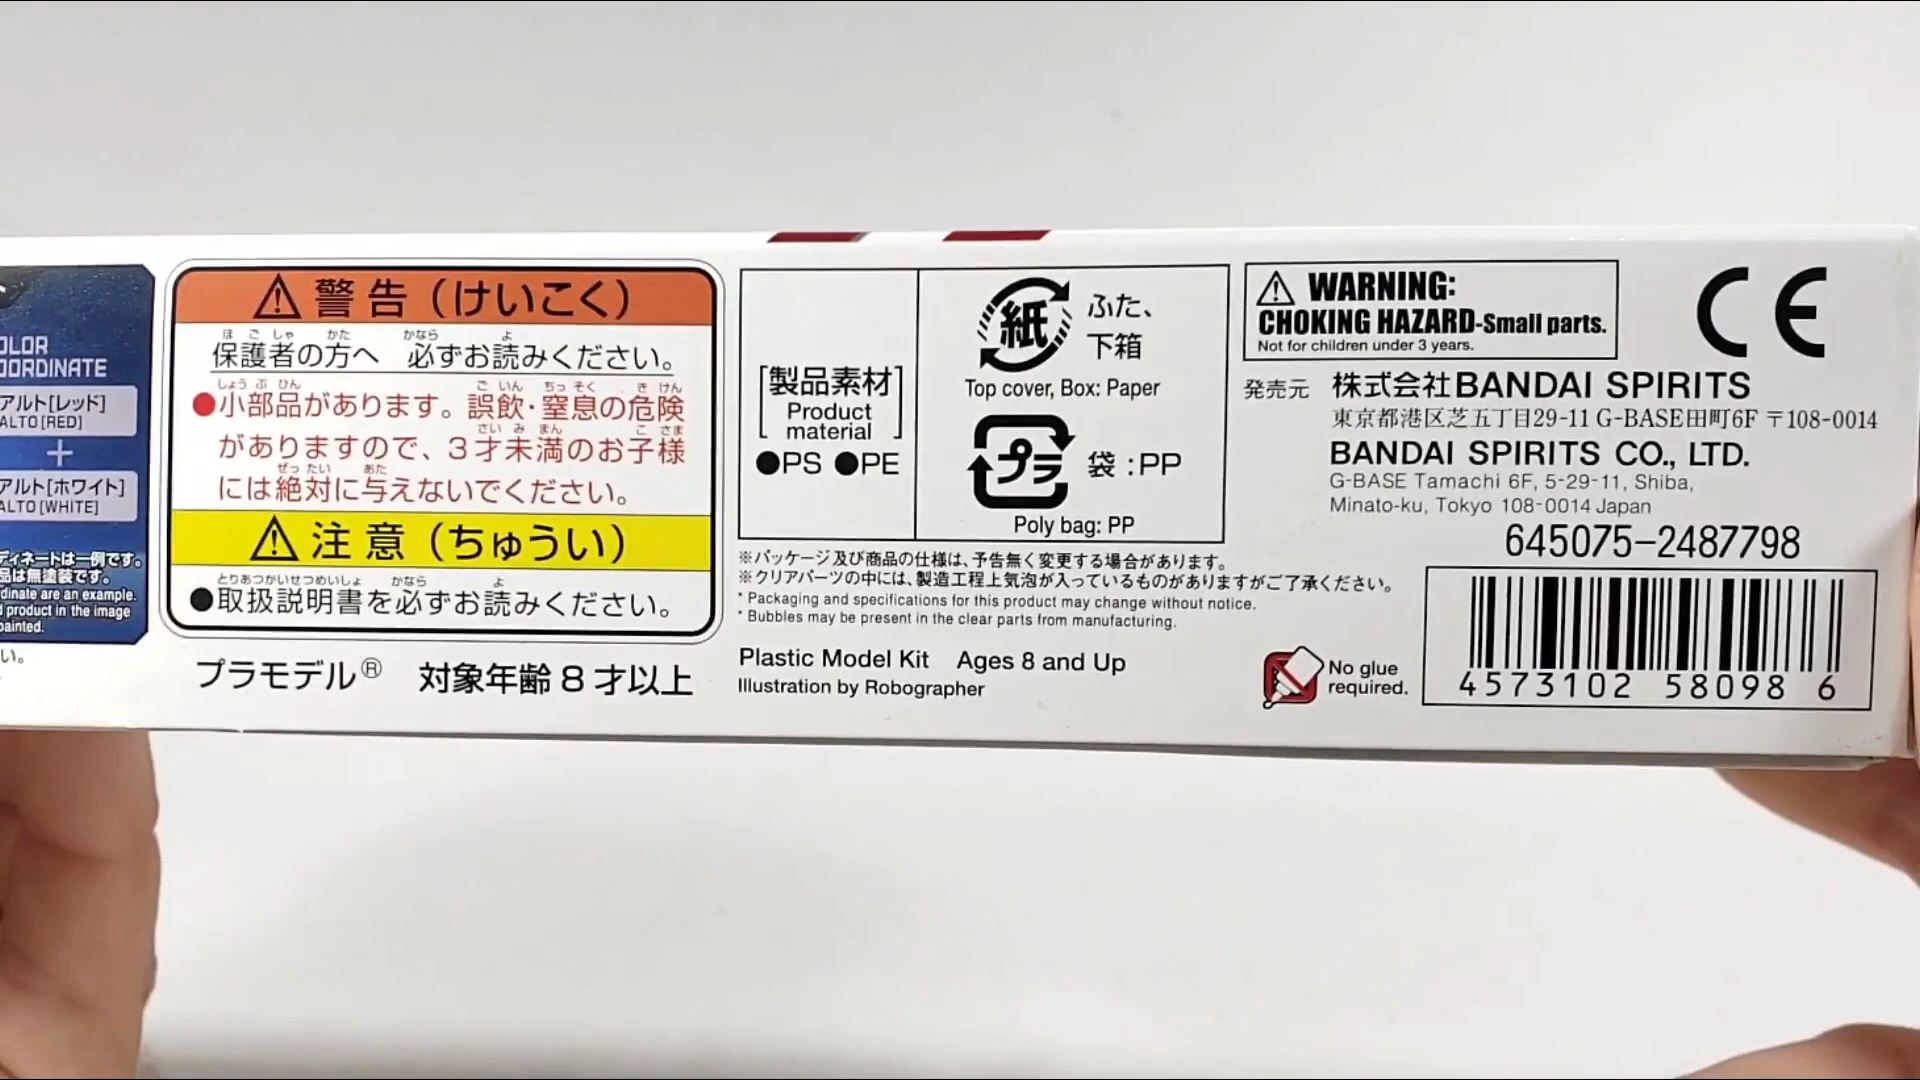 COORDINATE
アルト[レッド]
ALTO [RED]
+
アルト[ホワイト]
ALTO [WHITE]
ディネートは一例です。
品は無塗装です。
dinate are an example.
product in the image
painted.
い。
警告（けいこく）
保護者の方へ 必ずお読みください。
●小部品があります。誤飲・窒息の危険
がありますので、3才未満のお子様
には絶対に与えないでください。
注意（ちゅうい）
●取扱説明書を必ずお読みください。
プラモデル® 対象年齢8才以上
[製品素材]
Product
material
●PS ●PE
紙
ふた、
下箱
Top cover, Box: Paper
プラ
袋:PP
Poly bag: PP
※パッケージ及び商品の仕様は、予告無く変更する場合があります。
※クリアパーツの中には、製造工程上気泡が入っているものがありますがご了承ください。
* Packaging and specifications for this product may change without notice.
* Bubbles may be present in the clear parts from manufacturing.
Plastic Model Kit Ages 8 and Up
Illustration by Robographer
No glue
required.
WARNING:
CHOKING HAZARD-Small parts.
Not for children under 3 years.
CE
発売元 株式会社BANDAI SPIRITS
東京都港区芝五丁目29-11 G-BASE田町6F 〒108-0014
BANDAI SPIRITS CO., LTD.
G-BASE Tamachi 6F, 5-29-11, Shiba,
Minato-ku, Tokyo 108-0014 Japan
645075-2487798
4573102 58098 6